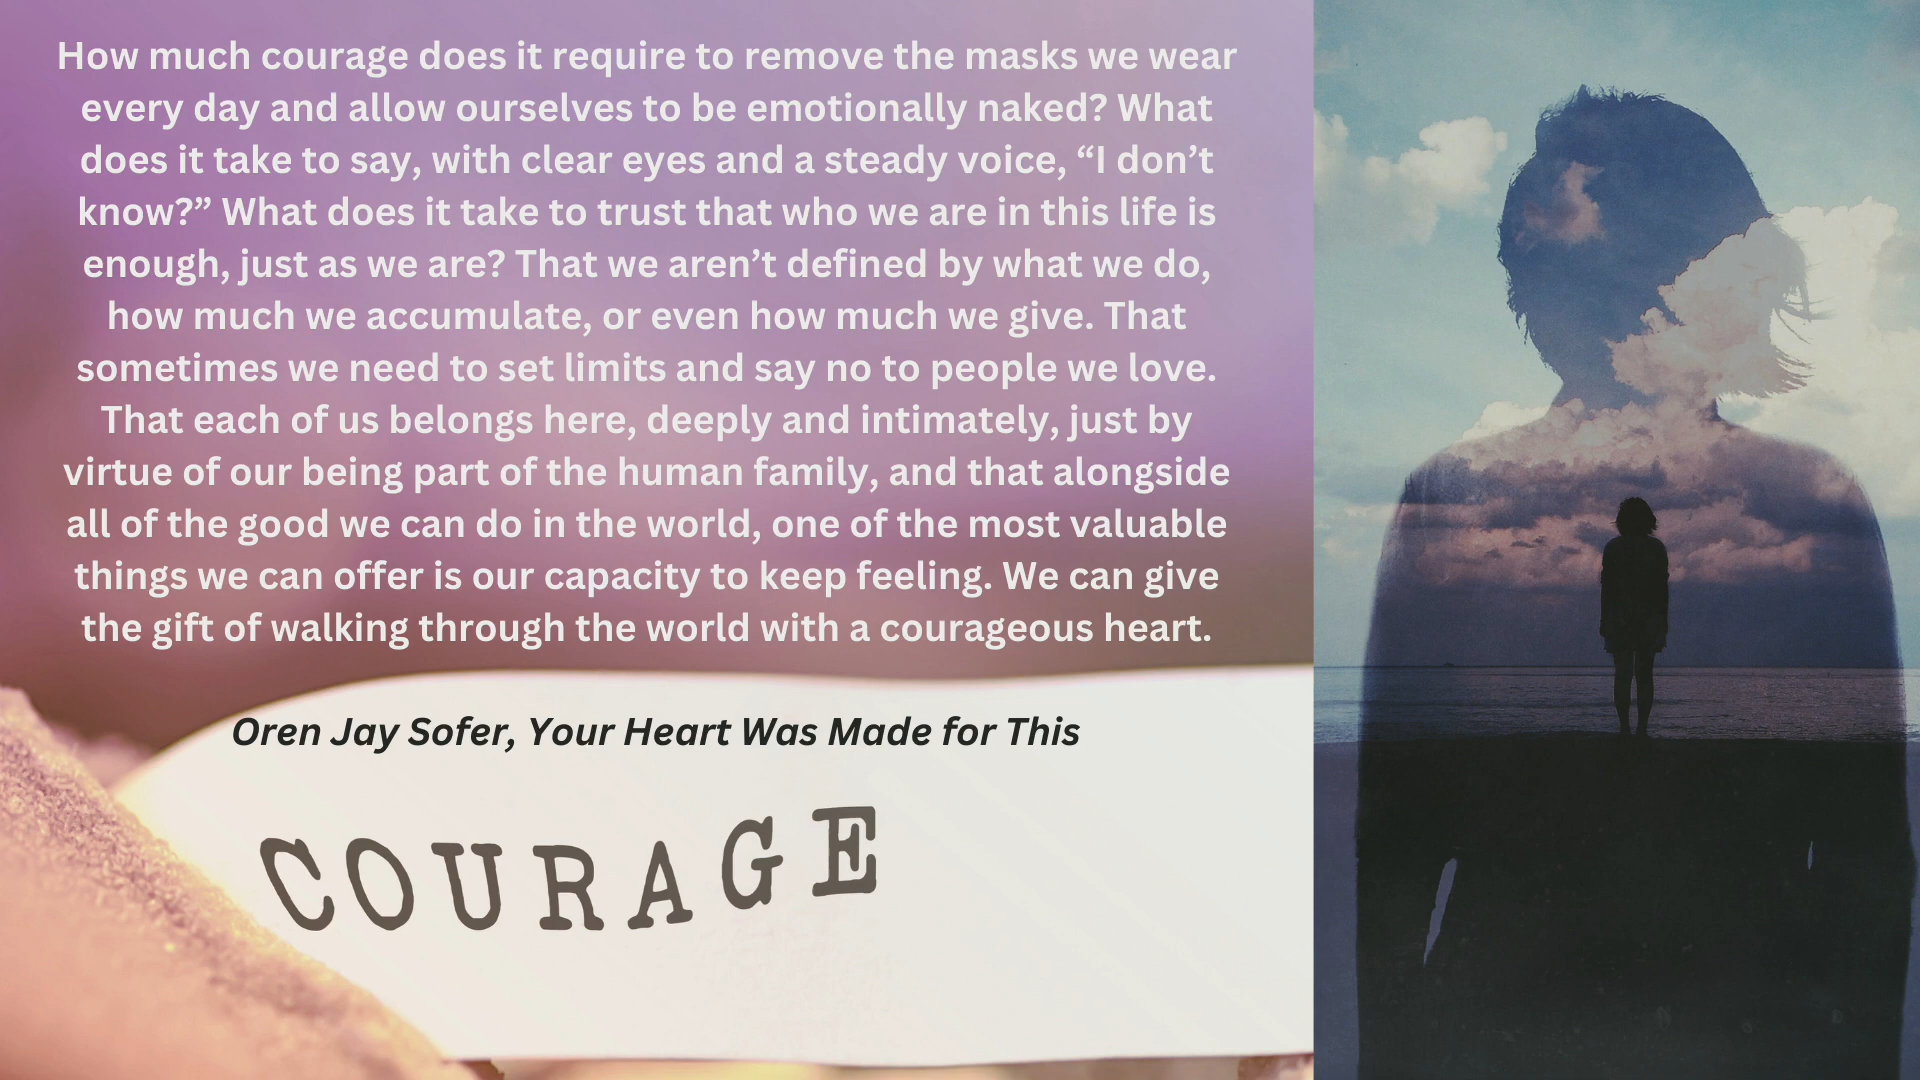 How much courage does it require to remove the masks we wear
every day and allow ourselves to be emotionally naked? What
does it take to say, with clear eyes and a steady voice, “I don’t
know?” What does it take to trust that who we are in this life is
enough, just as we are? That we aren’t defined by what we do,
how much we accumulate, or even how much we give. That
sometimes we need to set limits and say no to people we love.
That each of us belongs here, deeply and intimately, just by
virtue of our being part of the human family, and that alongside
all of the good we can do in the world, one of the most valuable
things we can offer is our capacity to keep feeling. We can give
the gift of walking through the world with a courageous heart.
Oren Jay Sofer, Your Heart Was Made for This
COURAGE